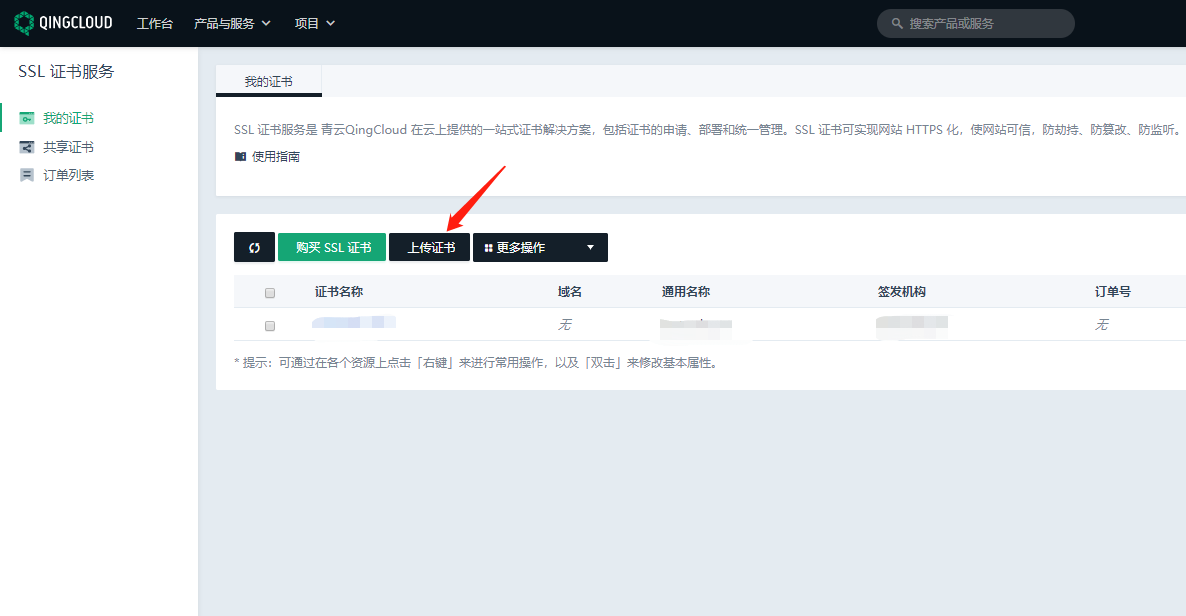 QINGCLOUD 工作台 产品与服务 项目 搜索产品或服务
SSL 证书服务
我的证书
共享证书
订单列表
我的证书
SSL 证书服务是 青云QingCloud 在云上提供的一站式证书解决方案，包括证书的申请、部署和统一管理。SSL 证书可实现网站 HTTPS 化，使网站可信，防劫持、防篡改、防监听。
使用指南
购买 SSL 证书 上传证书 更多操作
证书名称 域名 通用名称 签发机构 订单号
无 无
* 提示：可通过在各个资源上点击「右键」来进行常用操作，以及「双击」来修改基本属性。